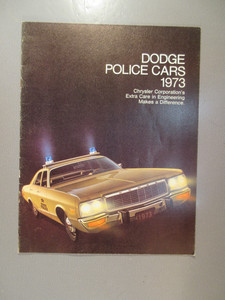 DODGE
POLICE CARS
1973
Chrysler Corporation's
Extra Care in Engineering
Makes a Difference.